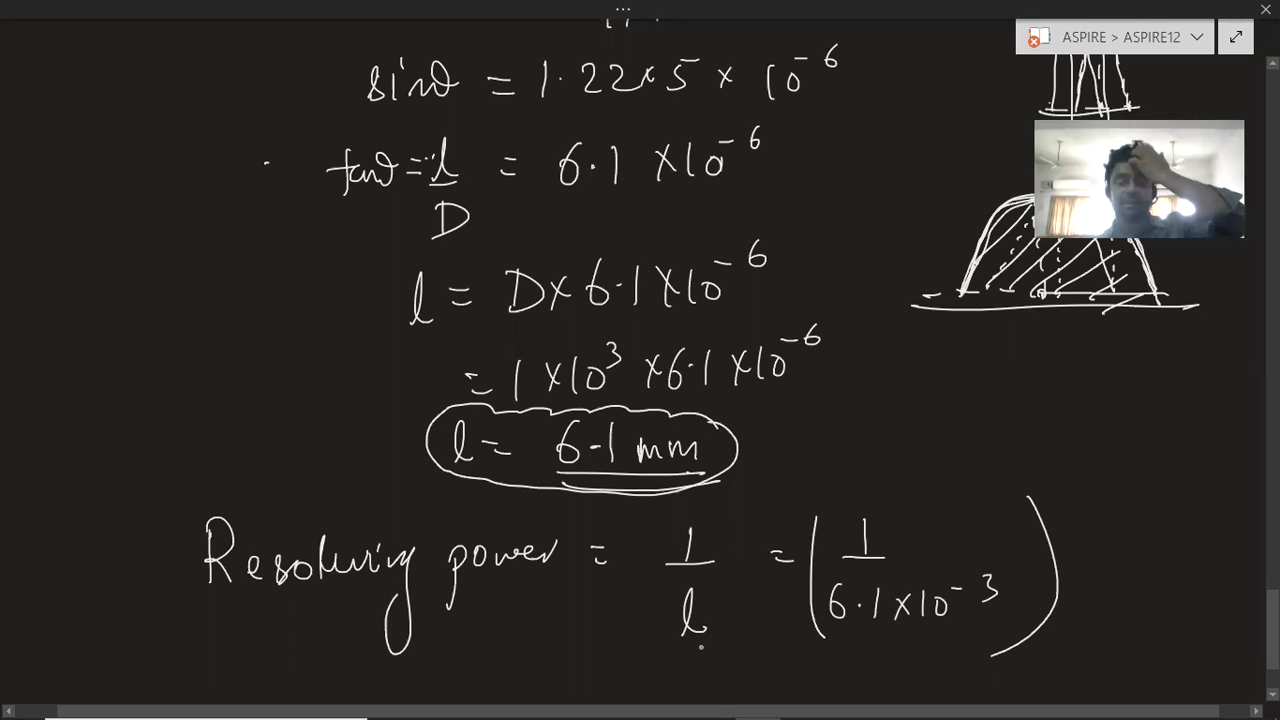 ASPIRE > ASPIRE12
sinθ = 1.22 × 5 × 10⁻⁶
tanθ = l/D = 6.1 × 10⁻⁶
l = D × 6.1 × 10⁻⁶
= 1 × 10³ × 6.1 × 10⁻⁶
l = 6.1 mm
Resolving power = 1/l = (1/6.1 × 10⁻³)